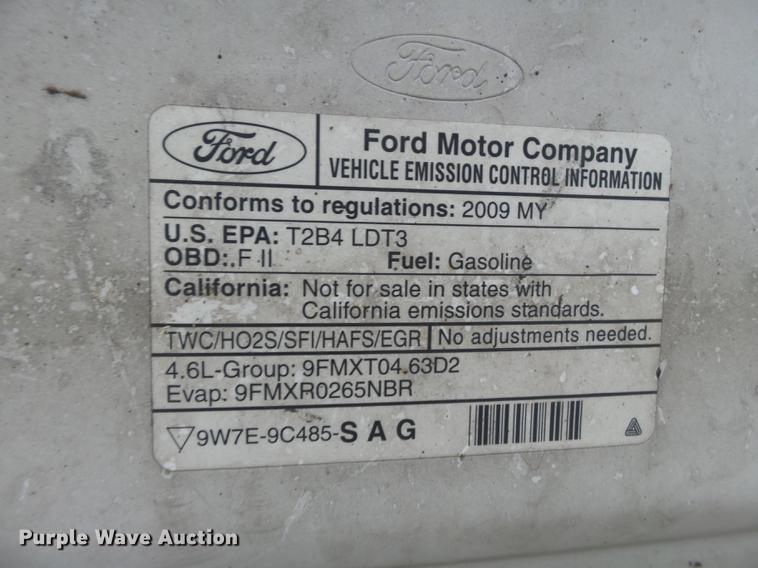 Ford
Ford
Ford Motor Company
VEHICLE EMISSION CONTROL INFORMATION
Conforms to regulations: 2009 MY
U.S. EPA: T2B4 LDT3
OBD: F II Fuel: Gasoline
California: Not for sale in states with
California emissions standards.
TWC/HO2S/SFI/HAFS/EGR No adjustments needed.
4.6L-Group: 9FMXT04.63D2
Evap: 9FMXR0265NBR
9W7E-9C485-SAG
Purple Wave Auction